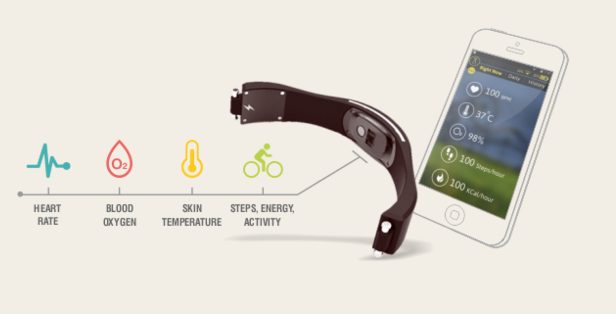 Right Now Daily History
100 bpm
37°C
98%
100 Steps/hour
100 KCal/hour
O2
HEART
RATE
BLOOD
OXYGEN
SKIN
TEMPERATURE
STEPS, ENERGY,
ACTIVITY